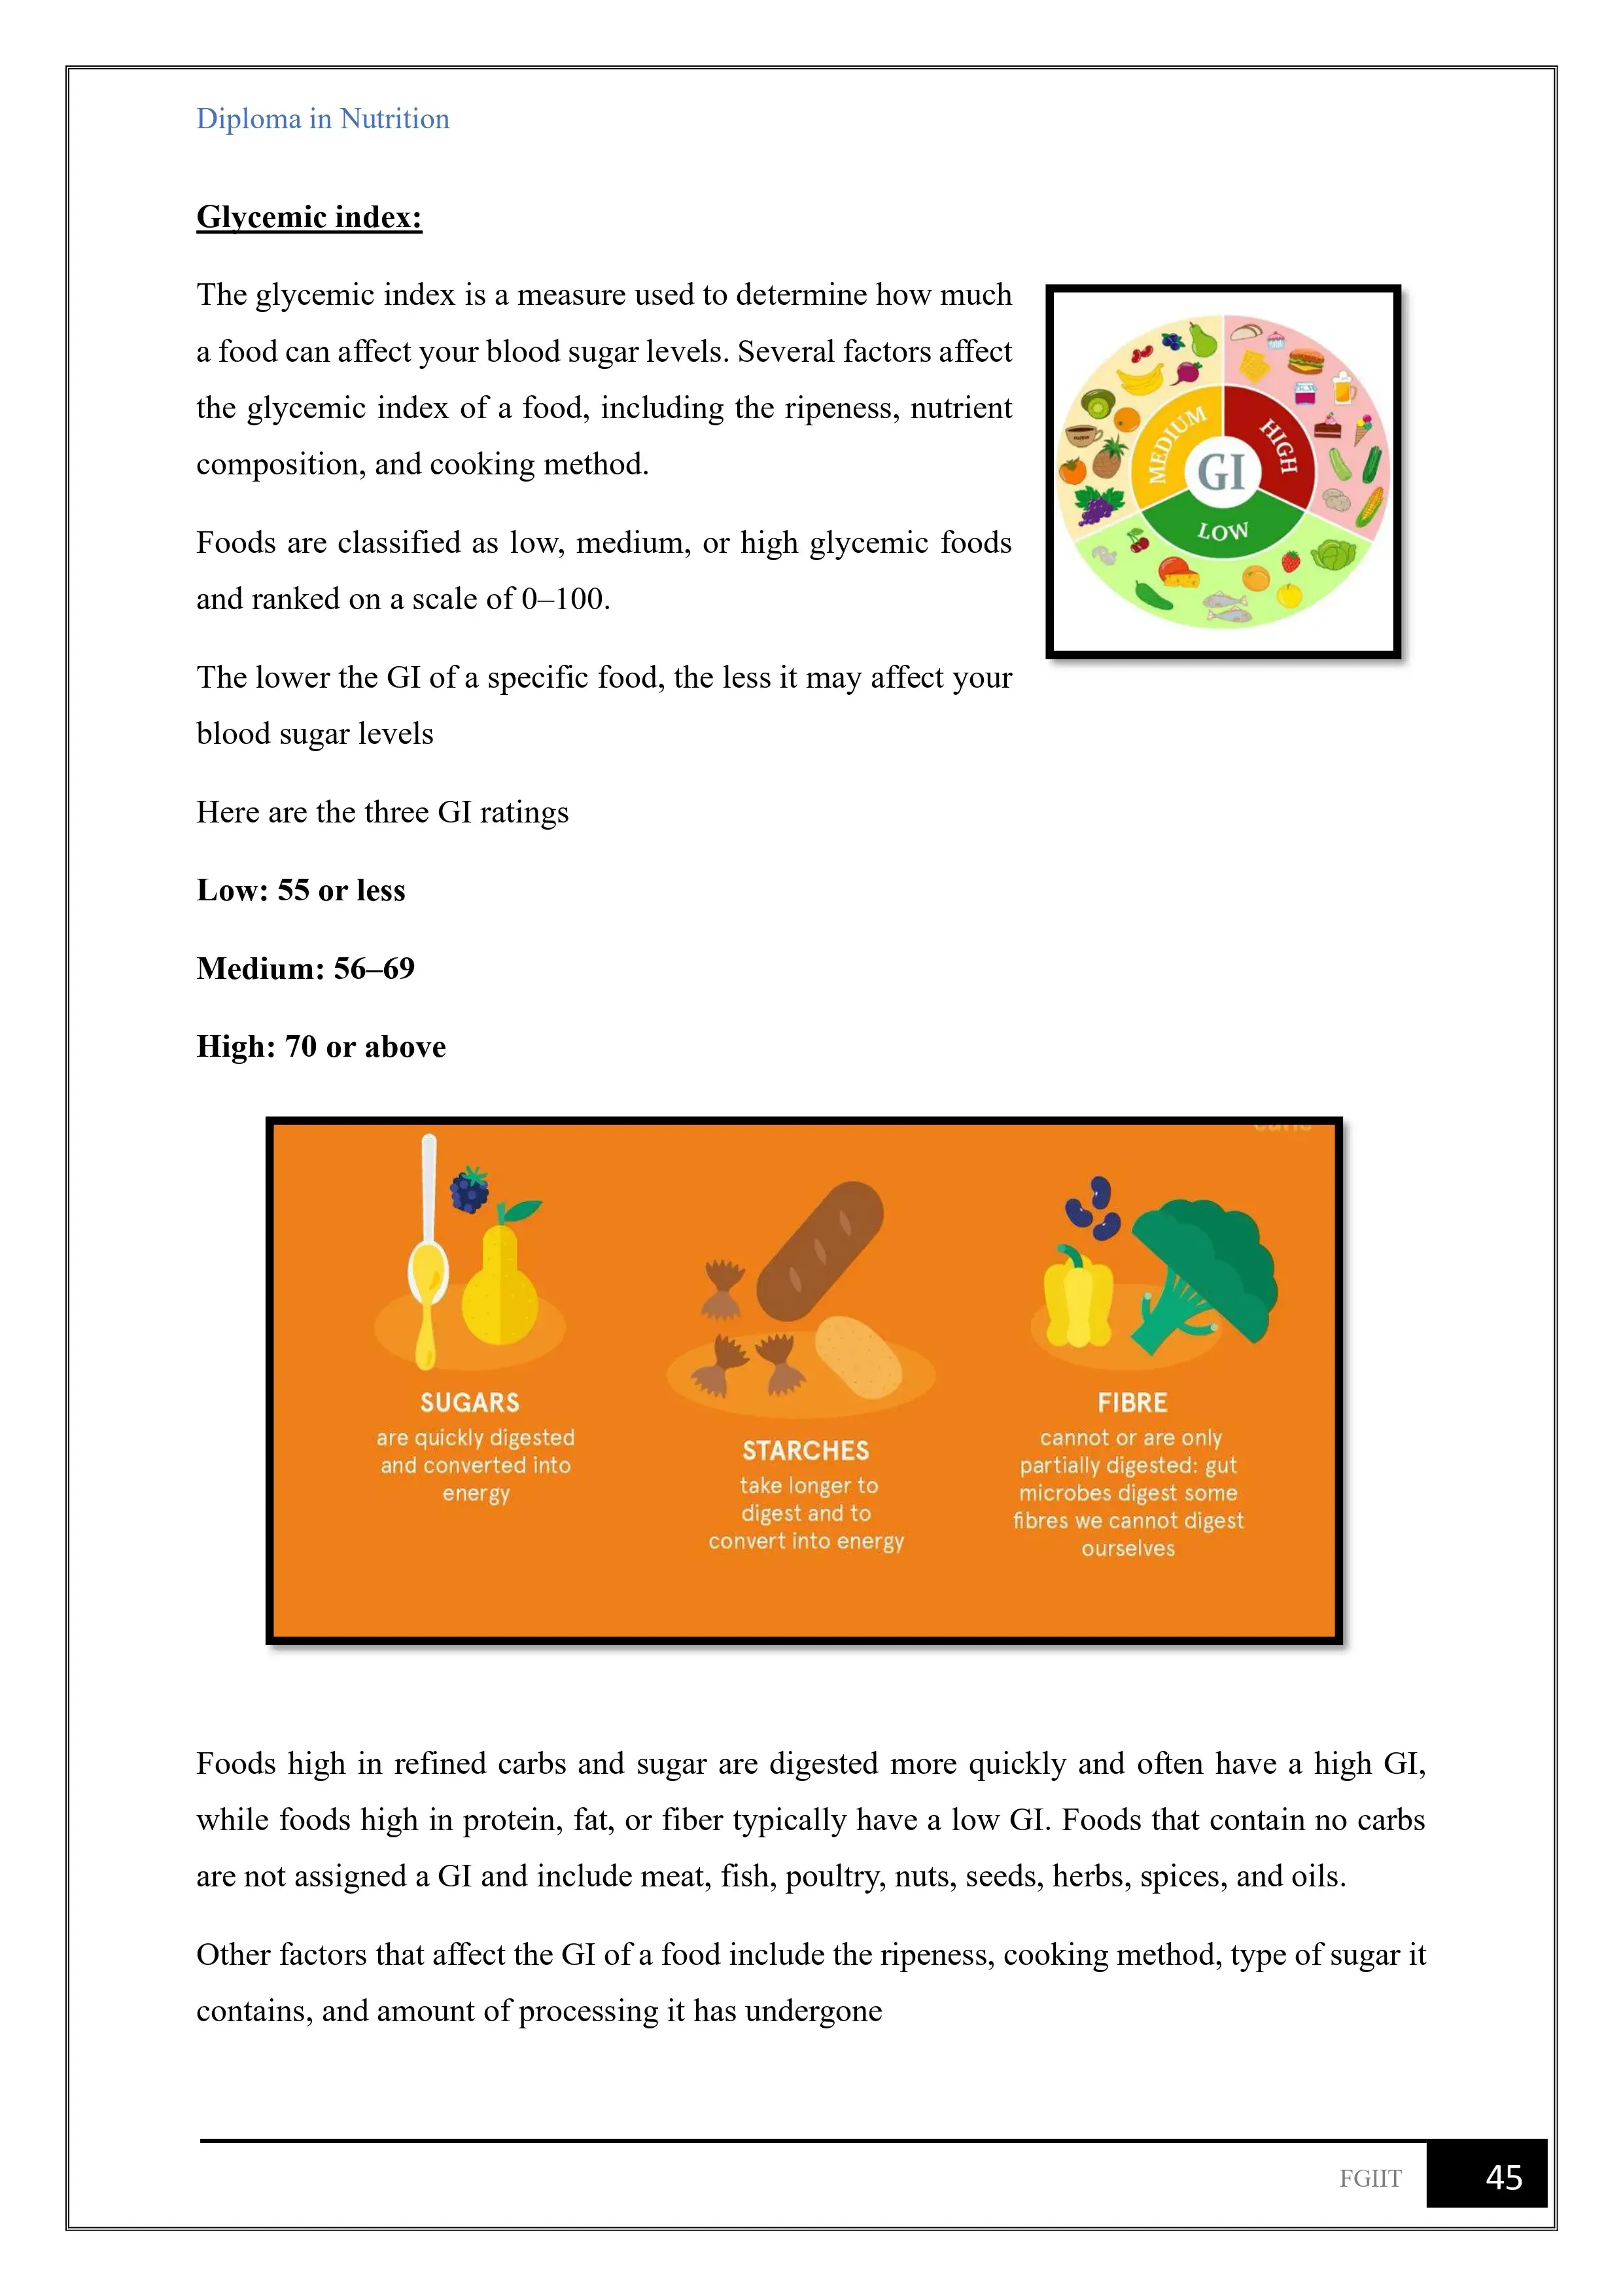 Diploma in Nutrition
Glycemic index:
The glycemic index is a measure used to determine how much
a food can affect your blood sugar levels. Several factors affect
the glycemic index of a food, including the ripeness, nutrient
composition, and cooking method.
Foods are classified as low, medium, or high glycemic foods
and ranked on a scale of 0–100.
The lower the GI of a specific food, the less it may affect your
blood sugar levels
MEDIUM
HIGH
GI
LOW
Here are the three GI ratings
Low: 55 or less
Medium: 56–69
High: 70 or above
SUGARS
are quickly digested
and converted into
energy
STARCHES
take longer to
digest and to
convert into energy
FIBRE
cannot or are only
partially digested: gut
microbes digest some
fibres we cannot digest
ourselves
Foods high in refined carbs and sugar are digested more quickly and often have a high GI,
while foods high in protein, fat, or fiber typically have a low GI. Foods that contain no carbs
are not assigned a GI and include meat, fish, poultry, nuts, seeds, herbs, spices, and oils.
Other factors that affect the GI of a food include the ripeness, cooking method, type of sugar it
contains, and amount of processing it has undergone
FGIIT
45